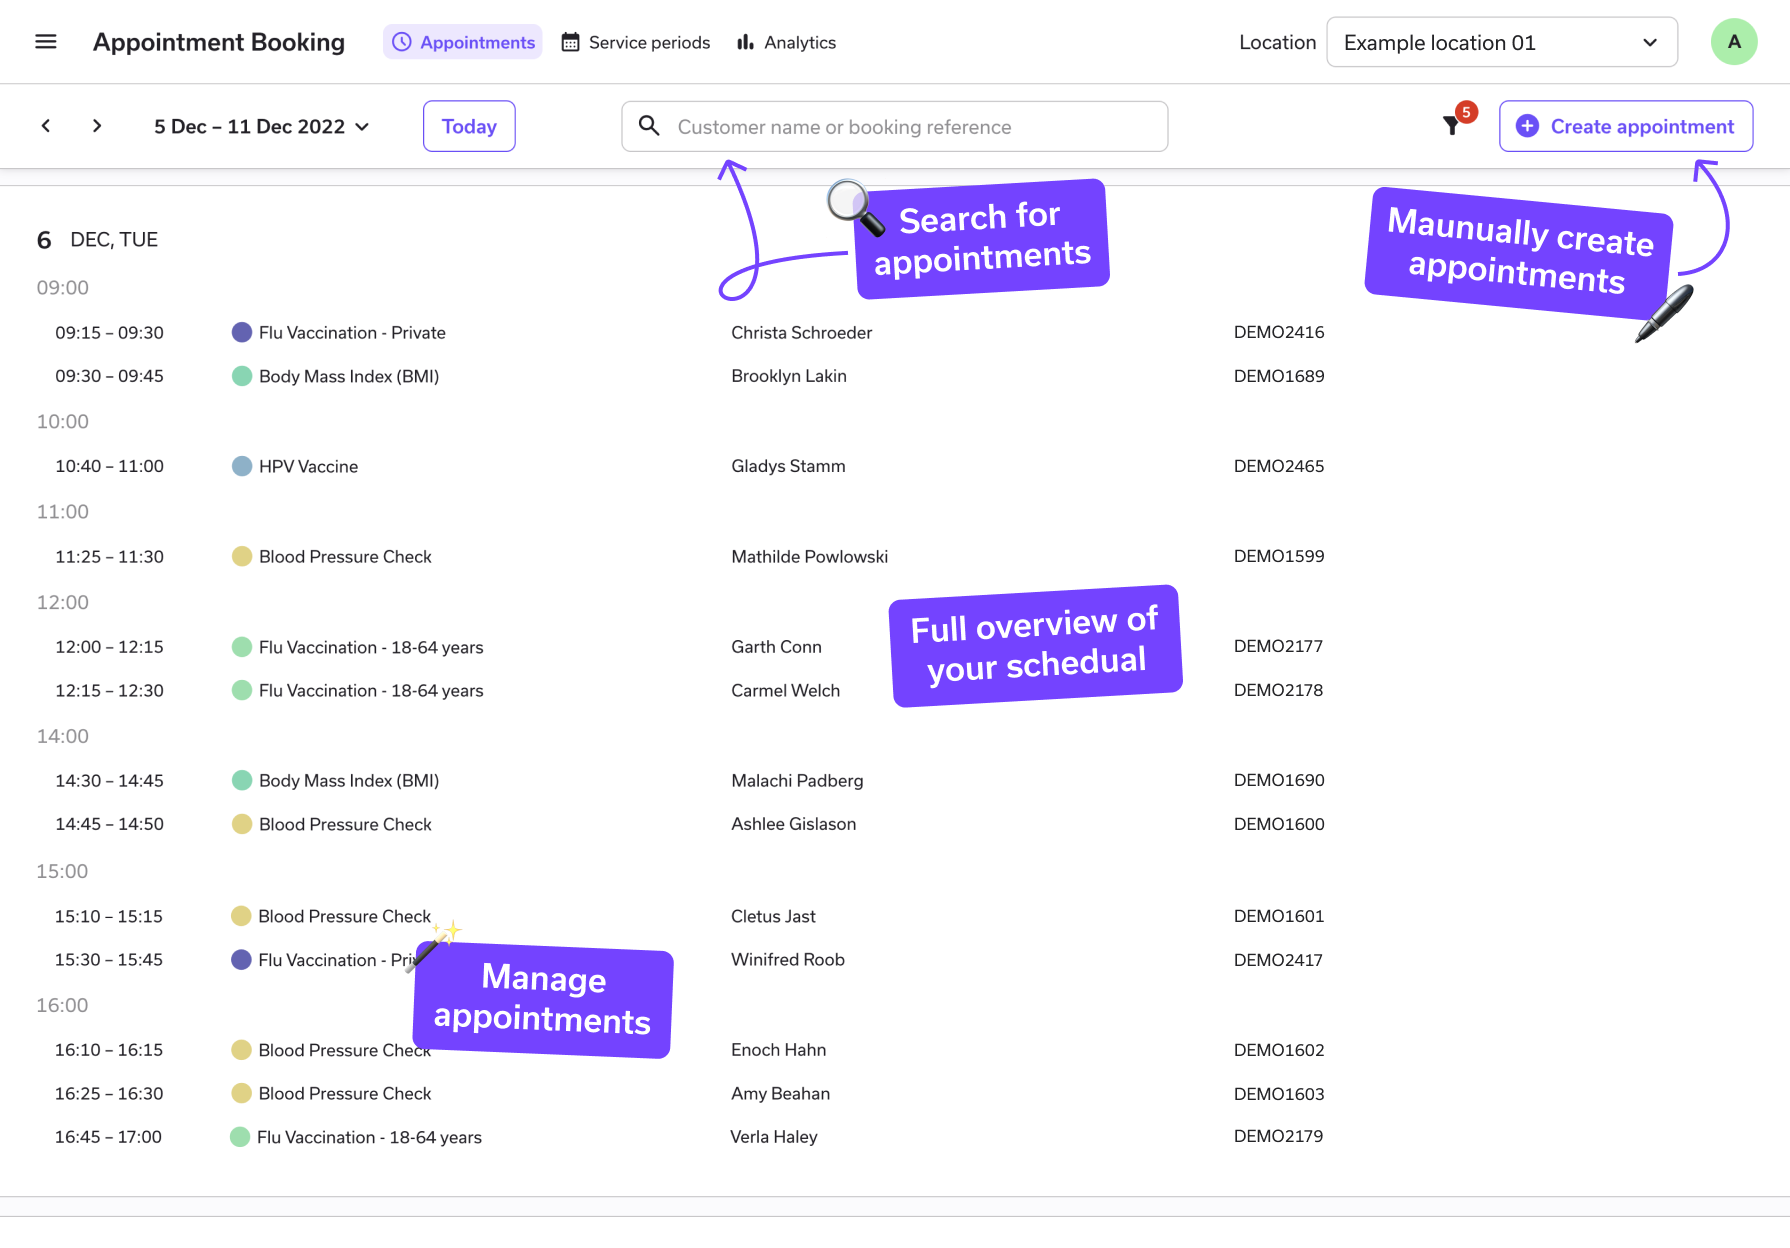 Appointment Booking Appointments Service periods Analytics Location Example location 01 A
5 Dec – 11 Dec 2022 Today Customer name or booking reference 5 Create appointment
Search for
appointments
Maunually create
appointments
6 DEC, TUE
09:00
09:15 – 09:30 Flu Vaccination - Private Christa Schroeder DEMO2416
09:30 – 09:45 Body Mass Index (BMI) Brooklyn Lakin DEMO1689
10:00
10:40 – 11:00 HPV Vaccine Gladys Stamm DEMO2465
11:00
11:25 – 11:30 Blood Pressure Check Mathilde Powlowski DEMO1599
12:00
Full overview of
your schedual
12:00 – 12:15 Flu Vaccination - 18-64 years Garth Conn DEMO2177
12:15 – 12:30 Flu Vaccination - 18-64 years Carmel Welch DEMO2178
14:00
14:30 – 14:45 Body Mass Index (BMI) Malachi Padberg DEMO1690
14:45 – 14:50 Blood Pressure Check Ashlee Gislason DEMO1600
15:00
15:10 – 15:15 Blood Pressure Check Cletus Jast DEMO1601
15:30 – 15:45 Flu Vaccination - Pri Winifred Roob DEMO2417
Manage
appointments
16:00
16:10 – 16:15 Blood Pressure Check Enoch Hahn DEMO1602
16:25 – 16:30 Blood Pressure Check Amy Beahan DEMO1603
16:45 – 17:00 Flu Vaccination - 18-64 years Verla Haley DEMO2179